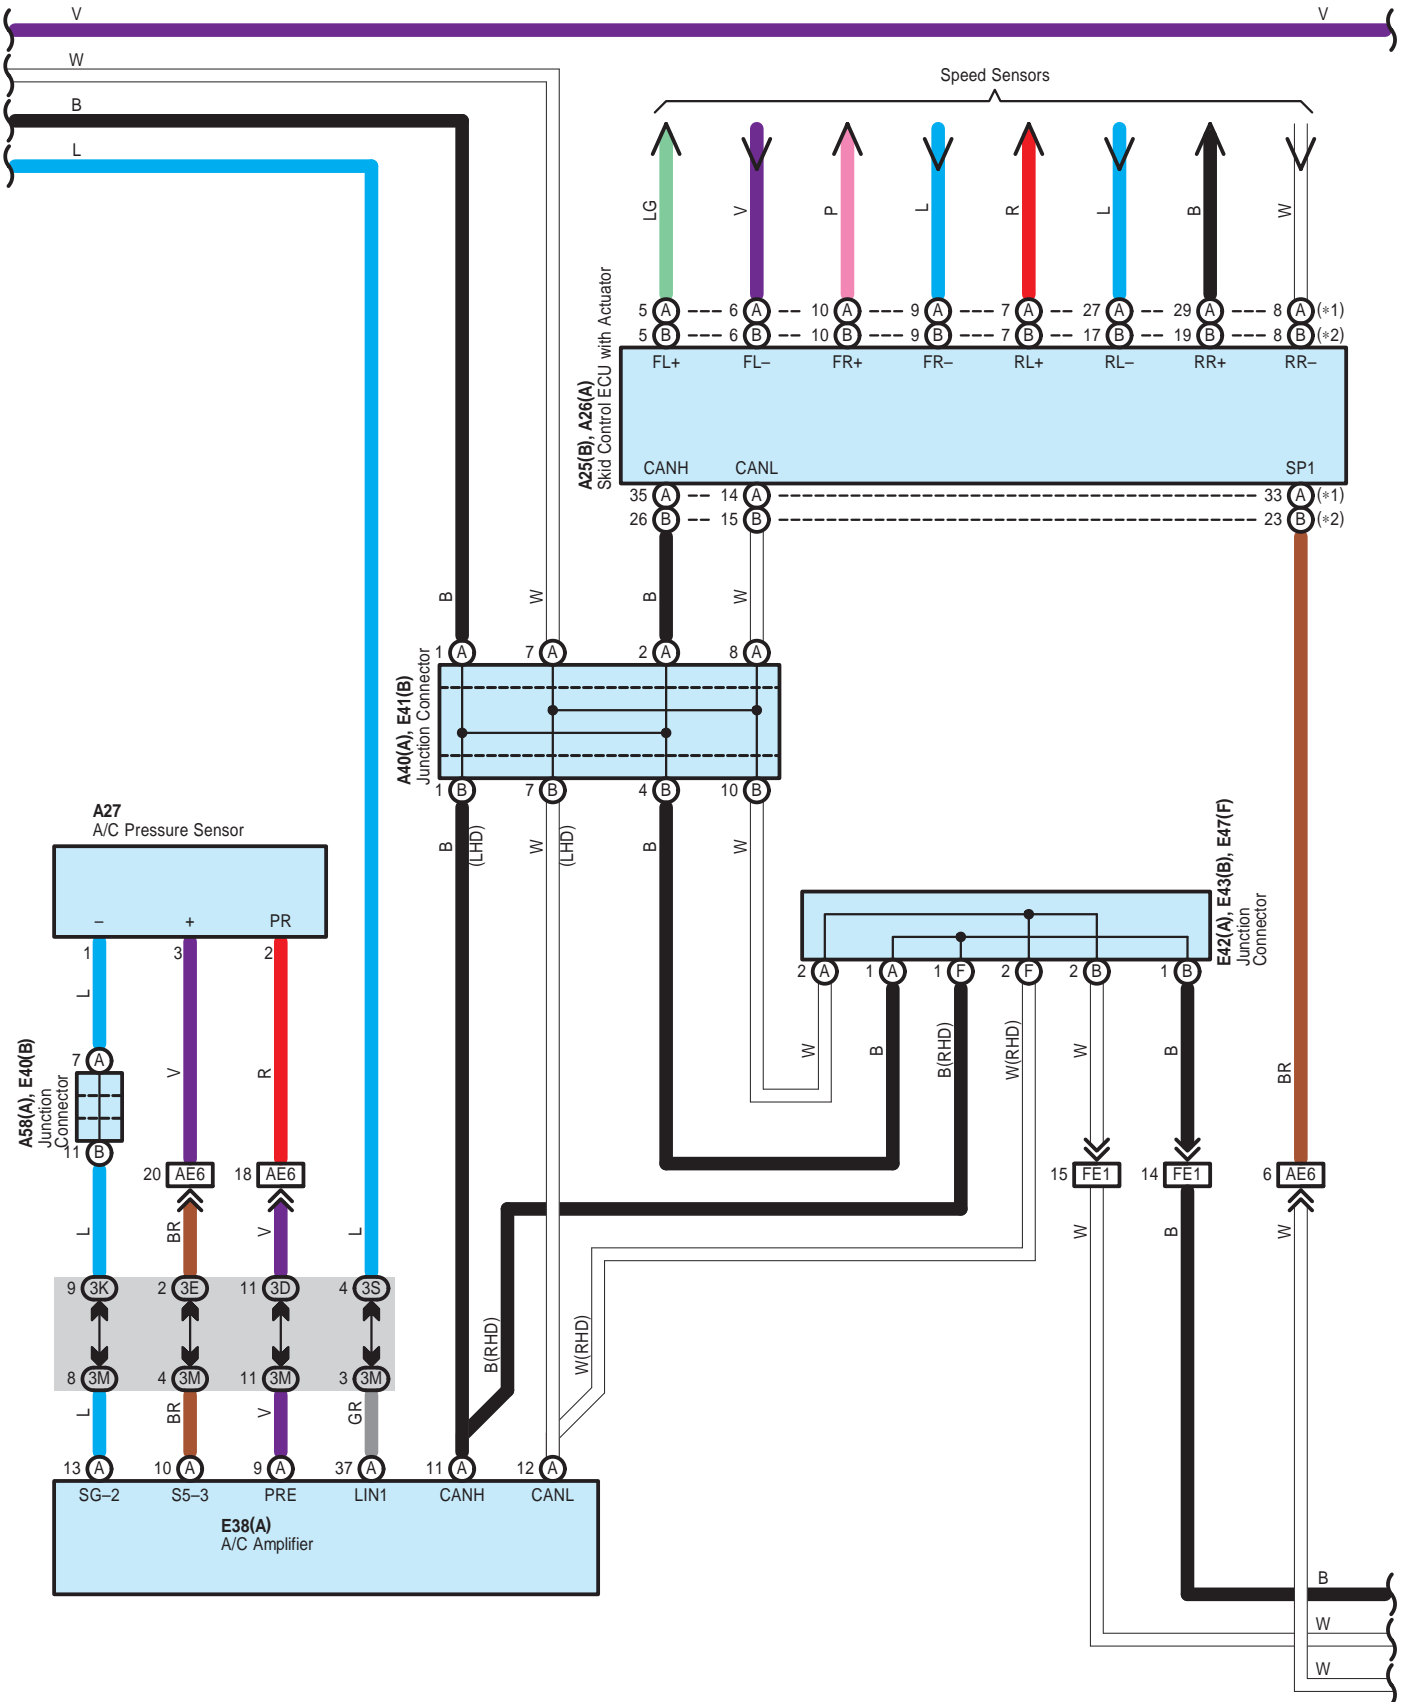 V V
W
B
L
Speed Sensors
LG V P L R L B W
5 A 6 A 10 A 9 A 7 A 27 A 29 A 8 A (*1)
5 B 6 B 10 B 9 B 7 B 17 B 19 B 8 B (*2)
FL+ FL– FR+ FR– RL+ RL– RR+ RR–
A25(B), A26(A)
Skid Control ECU with Actuator
CANH CANL SP1
35 A 14 A 33 A (*1)
26 B 15 B 23 B (*2)
B W B W
1 A 7 A 2 A 8 A
A40(A), E41(B)
Junction Connector
1 B 7 B 4 B 10 B
B (LHD) W (LHD) B W
A27
A/C Pressure Sensor
– + PR
1 3 2
E42(A), E43(B), E47(F)
Junction
Connector
2 A 1 A 1 F 2 F 2 B 1 B
L
W B B(RHD) W(RHD) W B BR
7 A V R
A58(A), E40(B)
Junction
Connector
11 B
20 AE6 18 AE6 15 FE1 14 FE1 6 AE6
L BR V L W B W
9 3K 2 3E 11 3D 4 3S
B(RHD) W(RHD)
8 3M 4 3M 11 3M 3 3M
L BR V GR
13 A 10 A 9 A 37 A 11 A 12 A
SG–2 S5–3 PRE LIN1 CANH CANL
E38(A)
A/C Amplifier
B
W
W